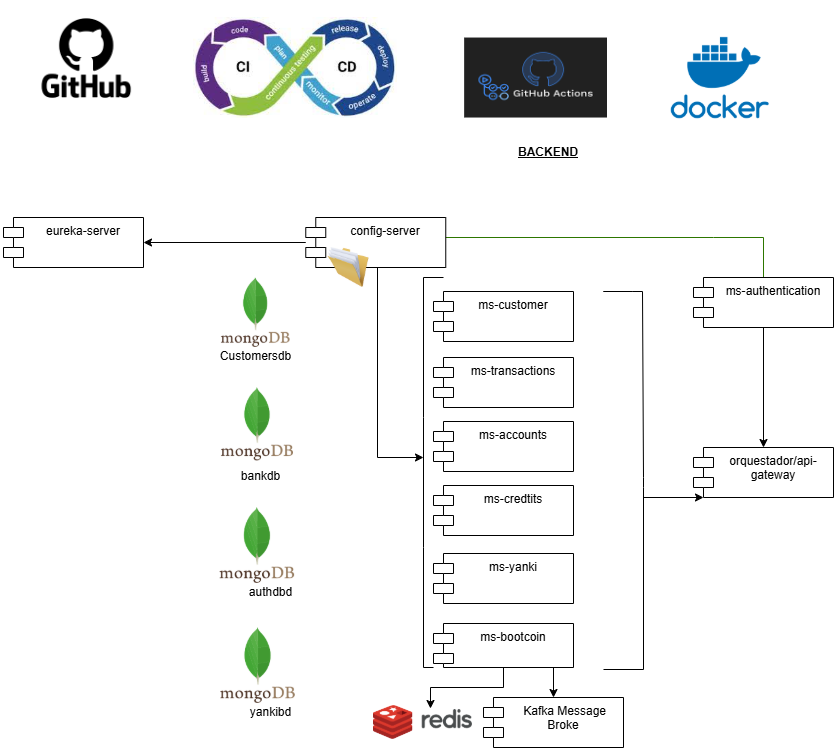 GitHub
code
build
plan
continuous testing
CI
CD
release
deploy
operate
monitor
GitHub Actions
docker
BACKEND
eureka-server
config-server
ms-authentication
ms-customer
ms-transactions
ms-accounts
ms-credtits
ms-yanki
ms-bootcoin
orquestador/api-
gateway
mongoDB
Customersdb
mongoDB
bankdb
mongoDB
authdbd
mongoDB
yankibd
redis
Kafka Message
Broke